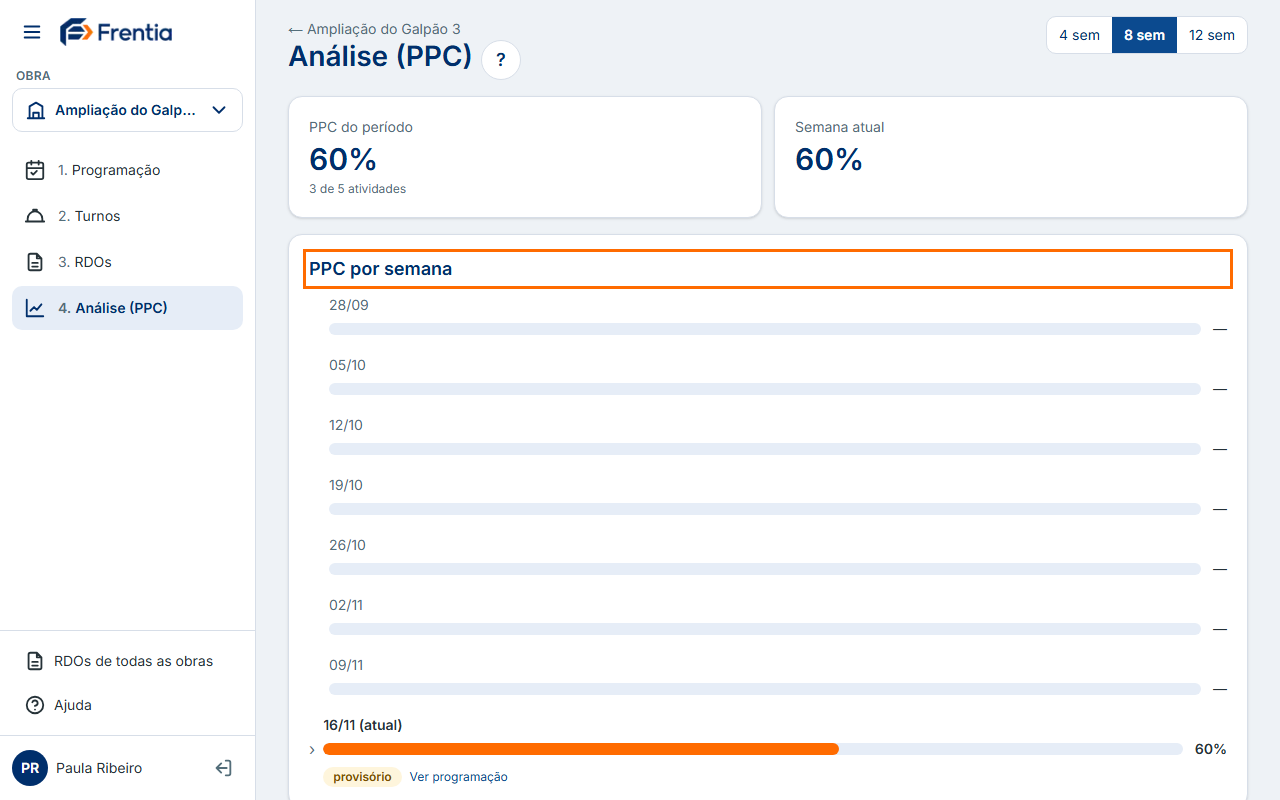 Frentia
OBRA
Ampliação do Galp...
1. Programação
2. Turnos
3. RDOs
4. Análise (PPC)
RDOs de todas as obras
Ajuda
PR Paula Ribeiro
← Ampliação do Galpão 3
Análise (PPC) ?
4 sem 8 sem 12 sem
PPC do período
60%
3 de 5 atividades
Semana atual
60%
PPC por semana
28/09
—
05/10
—
12/10
—
19/10
—
26/10
—
02/11
—
09/11
—
16/11 (atual)
60%
provisório Ver programação